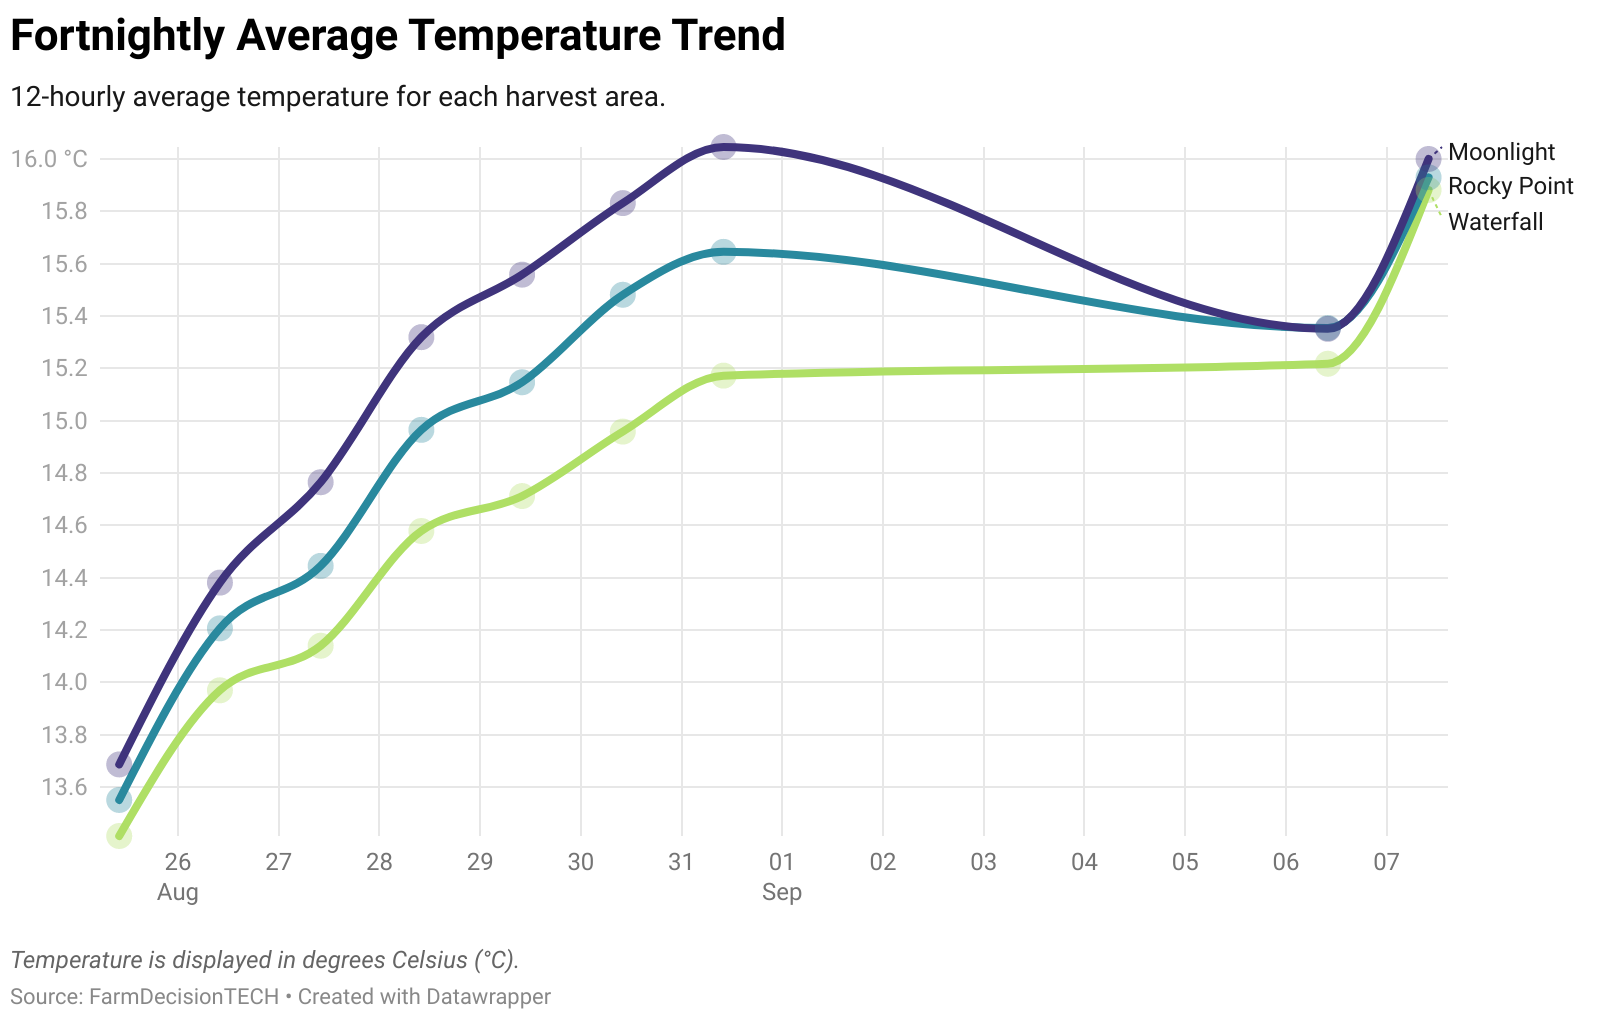 Fortnightly Average Temperature Trend
12-hourly average temperature for each harvest area.
16.0 °C
15.8
15.6
15.4
15.2
15.0
14.8
14.6
14.4
14.2
14.0
13.8
13.6
Moonlight
Rocky Point
Waterfall
26 27 28 29 30 31 01 02 03 04 05 06 07
Aug Sep
Temperature is displayed in degrees Celsius (°C).
Source: FarmDecisionTECH • Created with Datawrapper